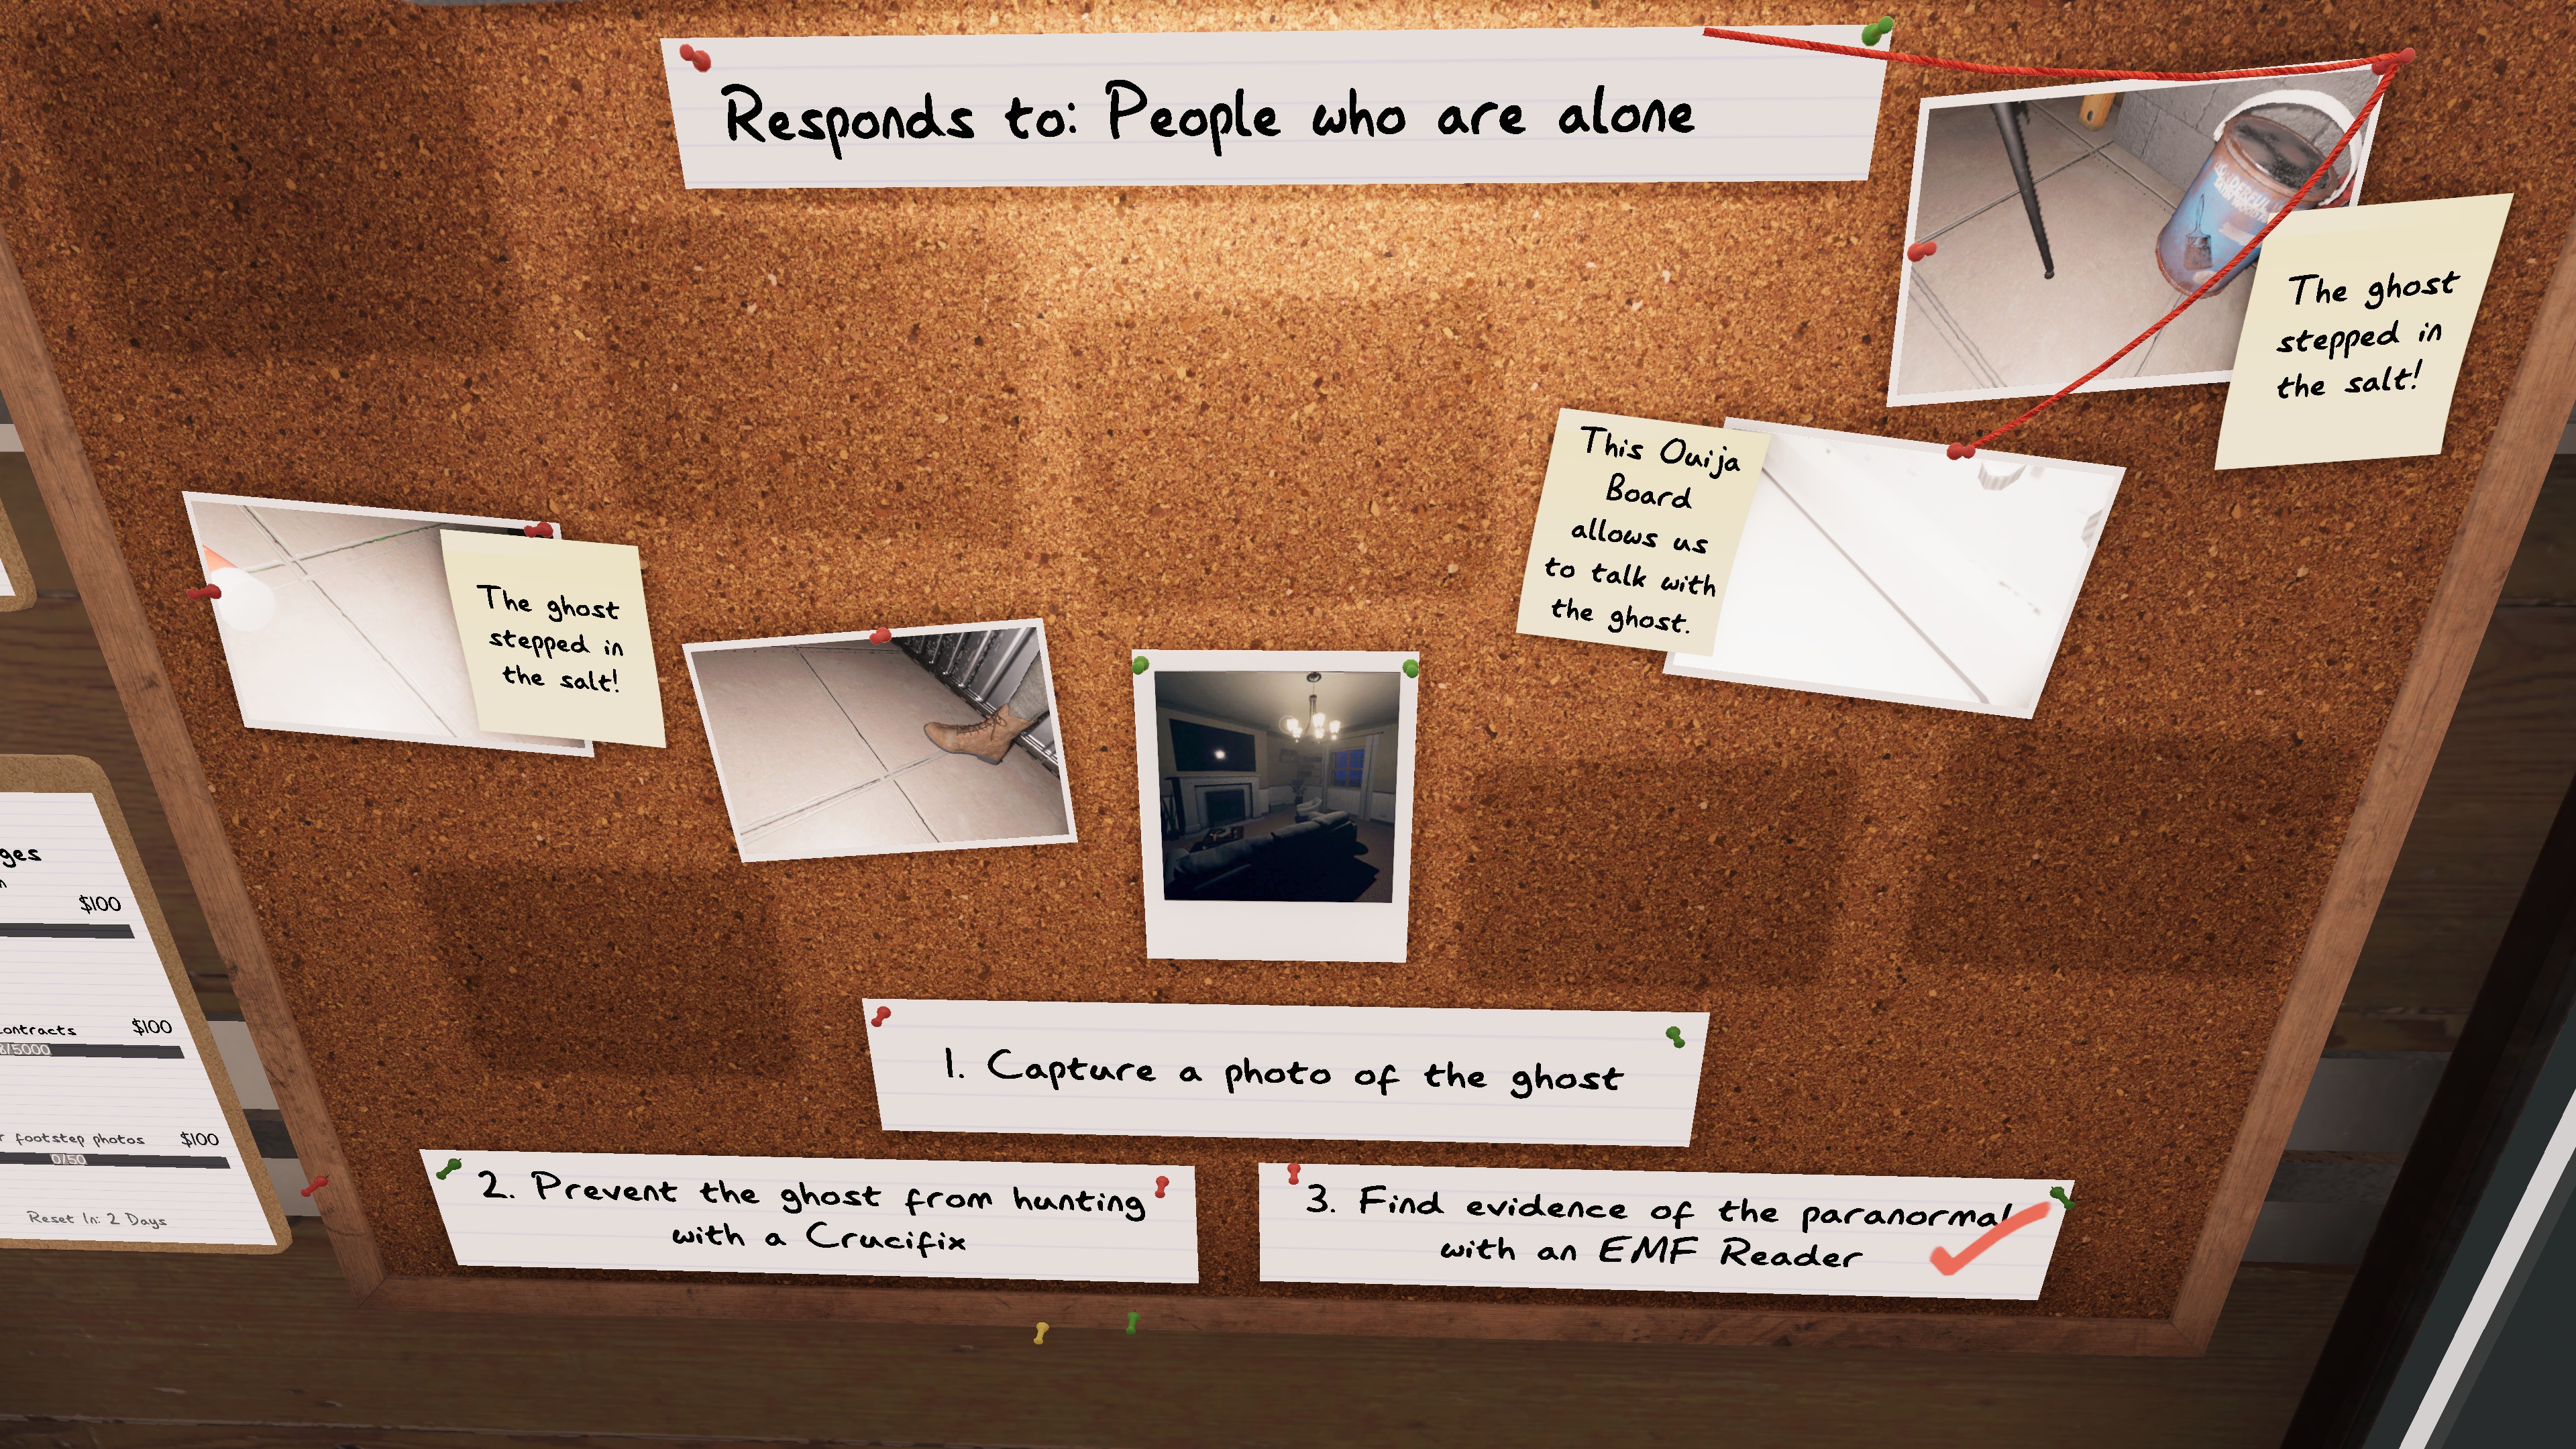 Responds to: People who are alone
The ghost
stepped in
the salt!
This Ouija
Board
allows us
to talk with
the ghost.
The ghost
stepped in
the salt!
1. Capture a photo of the ghost
2. Prevent the ghost from hunting
with a Crucifix
3. Find evidence of the paranormal
with an EMF Reader
$100
$100
/5000
footstep photos $100
0/50
Reset In: 2 Days